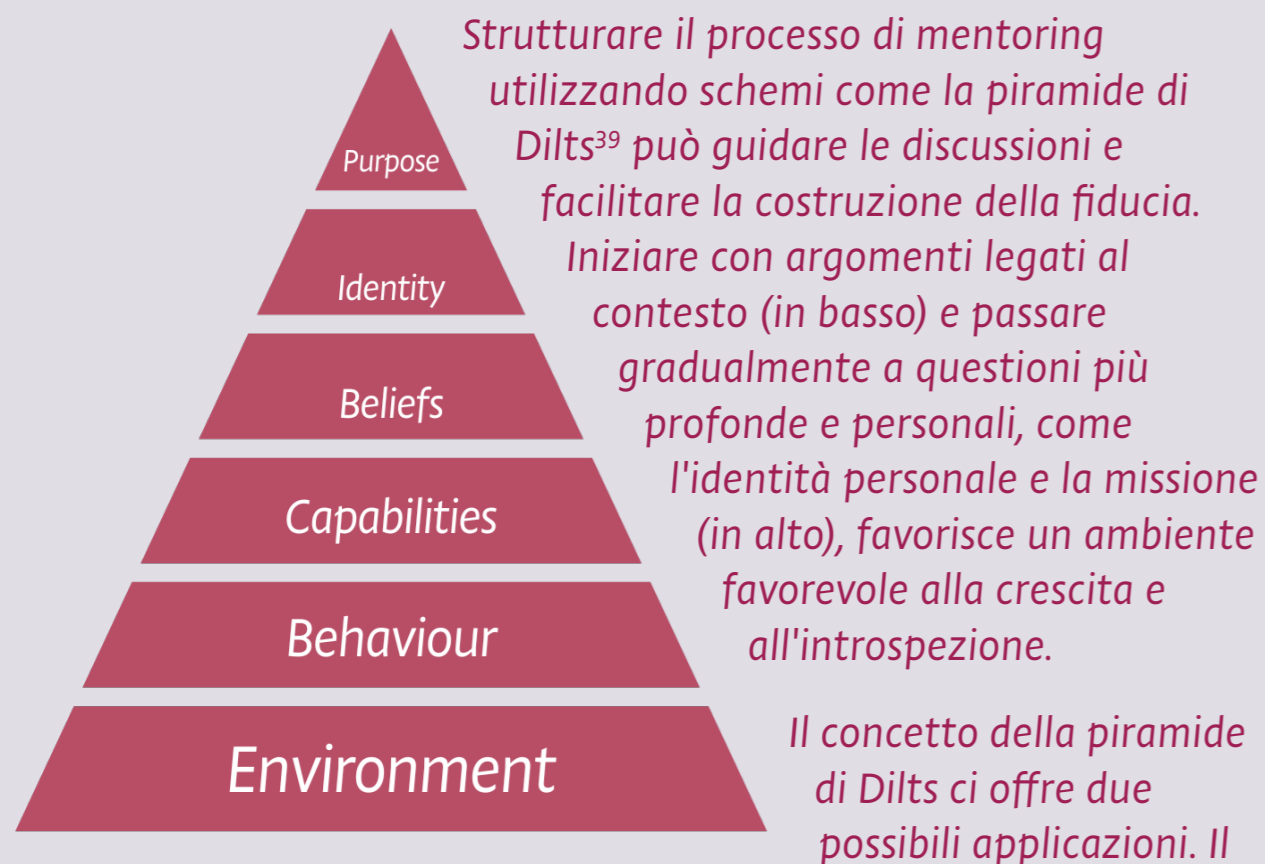 Purpose
Identity
Beliefs
Capabilities
Behaviour
Environment
Strutturare il processo di mentoring
utilizzando schemi come la piramide di
Dilts³⁹ può guidare le discussioni e
facilitare la costruzione della fiducia.
Iniziare con argomenti legati al
contesto (in basso) e passare
gradualmente a questioni più
profonde e personali, come
l'identità personale e la missione
(in alto), favorisce un ambiente
favorevole alla crescita e
all'introspezione.
Il concetto della piramide
di Dilts ci offre due
possibili applicazioni. Il